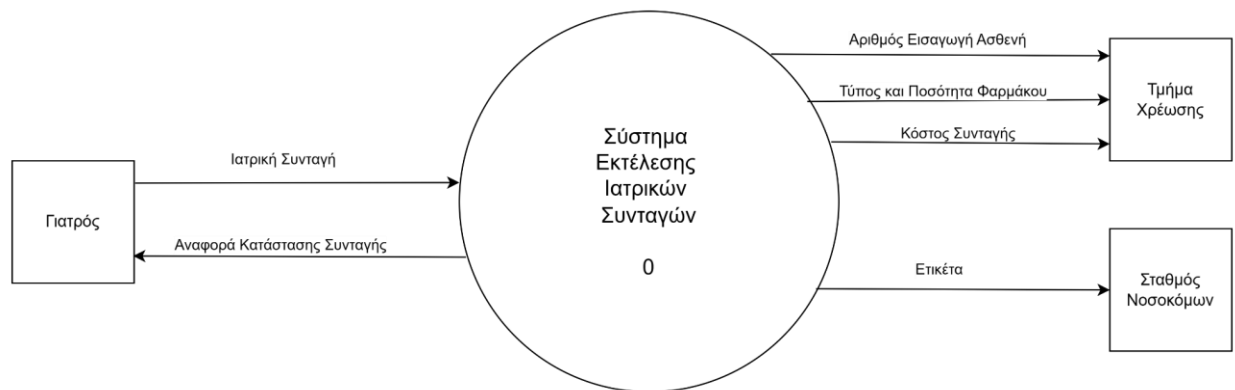 Γιατρός
Ιατρική Συνταγή
Αναφορά Κατάστασης Συνταγής
Σύστημα
Εκτέλεσης
Ιατρικών
Συνταγών
0
Αριθμός Εισαγωγή Ασθενή
Τύπος και Ποσότητα Φαρμάκου
Κόστος Συνταγής
Τμήμα
Χρέωσης
Ετικέτα
Σταθμός
Νοσοκόμων